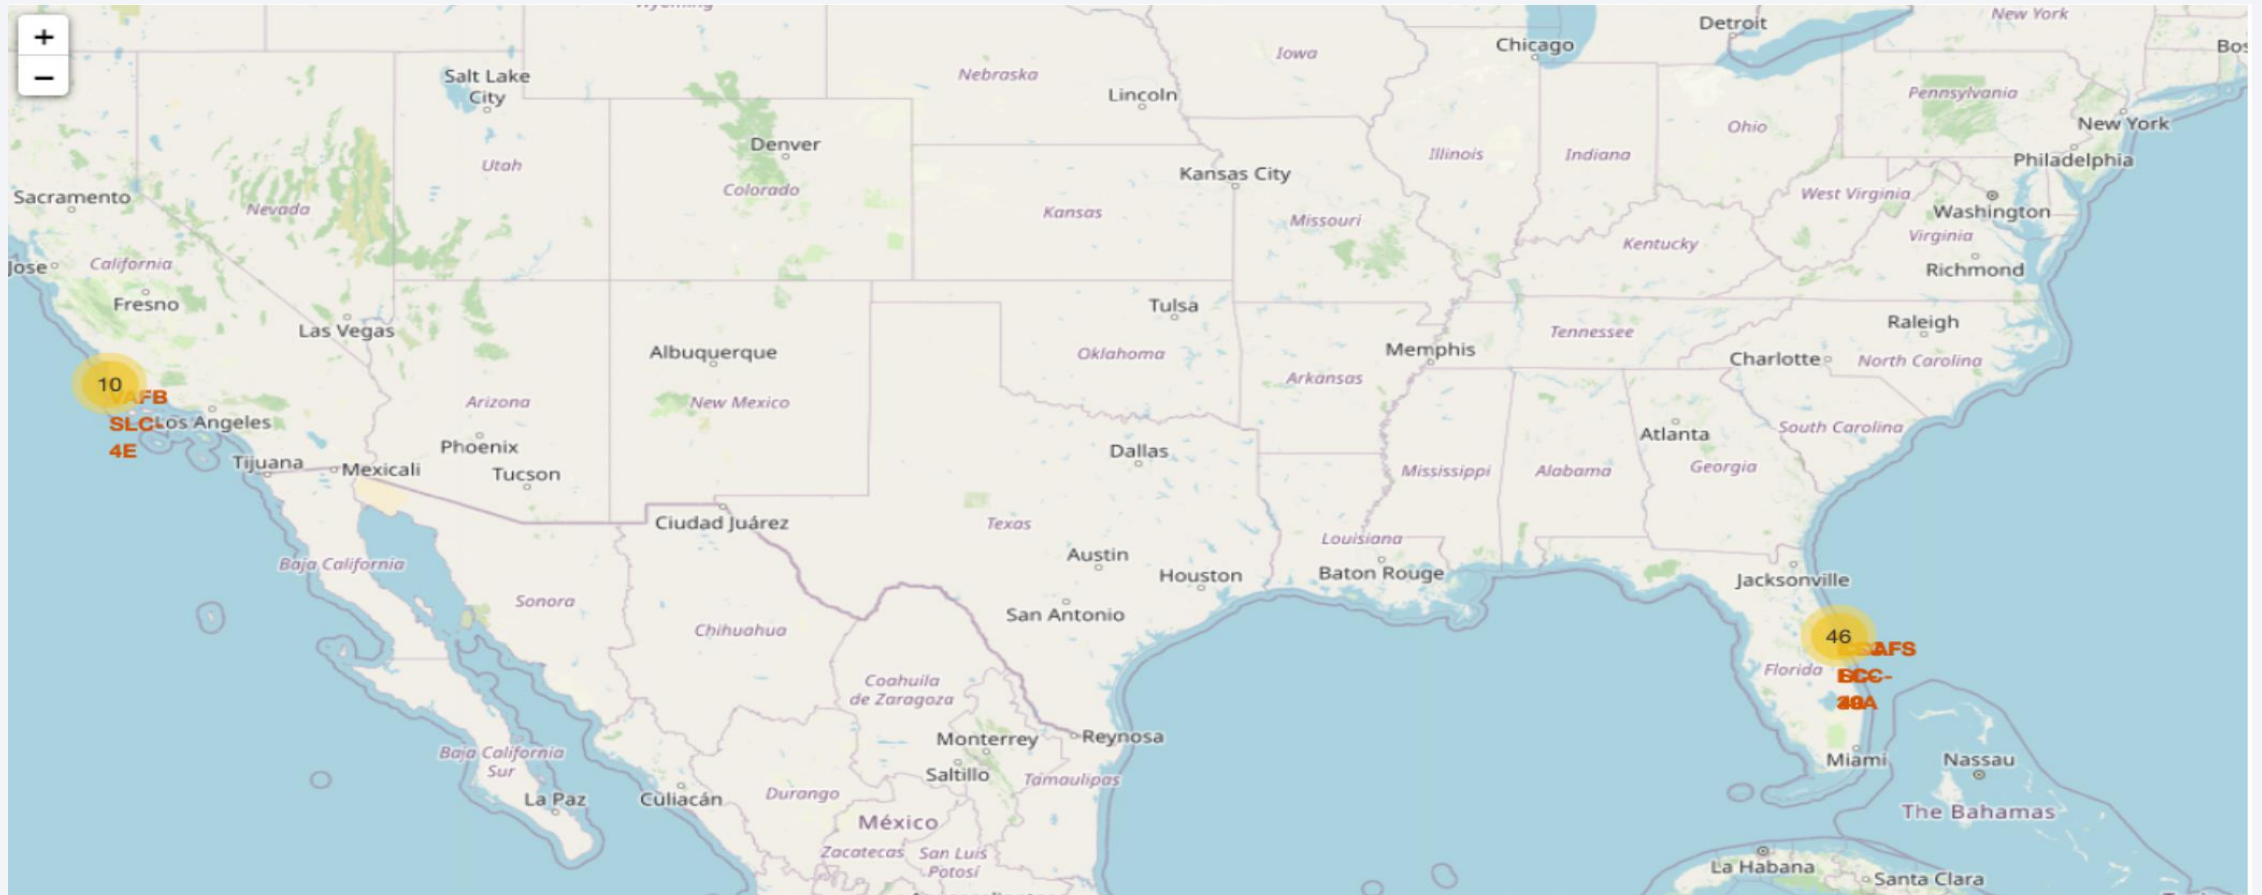 +
−
Wyoming
Detroit
New York
Chicago
Bos
Iowa
Salt Lake
City
Nebraska
Lincoln
Pennsylvania
New York
Ohio
Denver
Utah
Colorado
Illinois
Indiana
Philadelphia
Kansas City
Sacramento
Nevada
Kansas
Missouri
West Virginia
Washington
Kentucky
Virginia
Jose
California
Richmond
Fresno
Las Vegas
Tulsa
Tennessee
Raleigh
Albuquerque
Oklahoma
Memphis
Charlotte
North Carolina
10
VAFB
SLC-
4E
Arkansas
Arizona
New Mexico
Los Angeles
South Carolina
Atlanta
Phoenix
Dallas
Tijuana
Mexicali
Tucson
Mississippi
Alabama
Georgia
Ciudad Juárez
Texas
Louisiana
Austin
Baja California
Houston
Baton Rouge
Jacksonville
Sonora
San Antonio
Chihuahua
46
Florida
Coahuila
de Zaragoza
Monterrey
Reynosa
Baja California
Sur
Saltillo
Tamaulipas
Miami
Nassau
La Paz
Culiacán
Durango
México
The Bahamas
Zacatecas
San Luis
Potosí
La Habana
Santa Clara